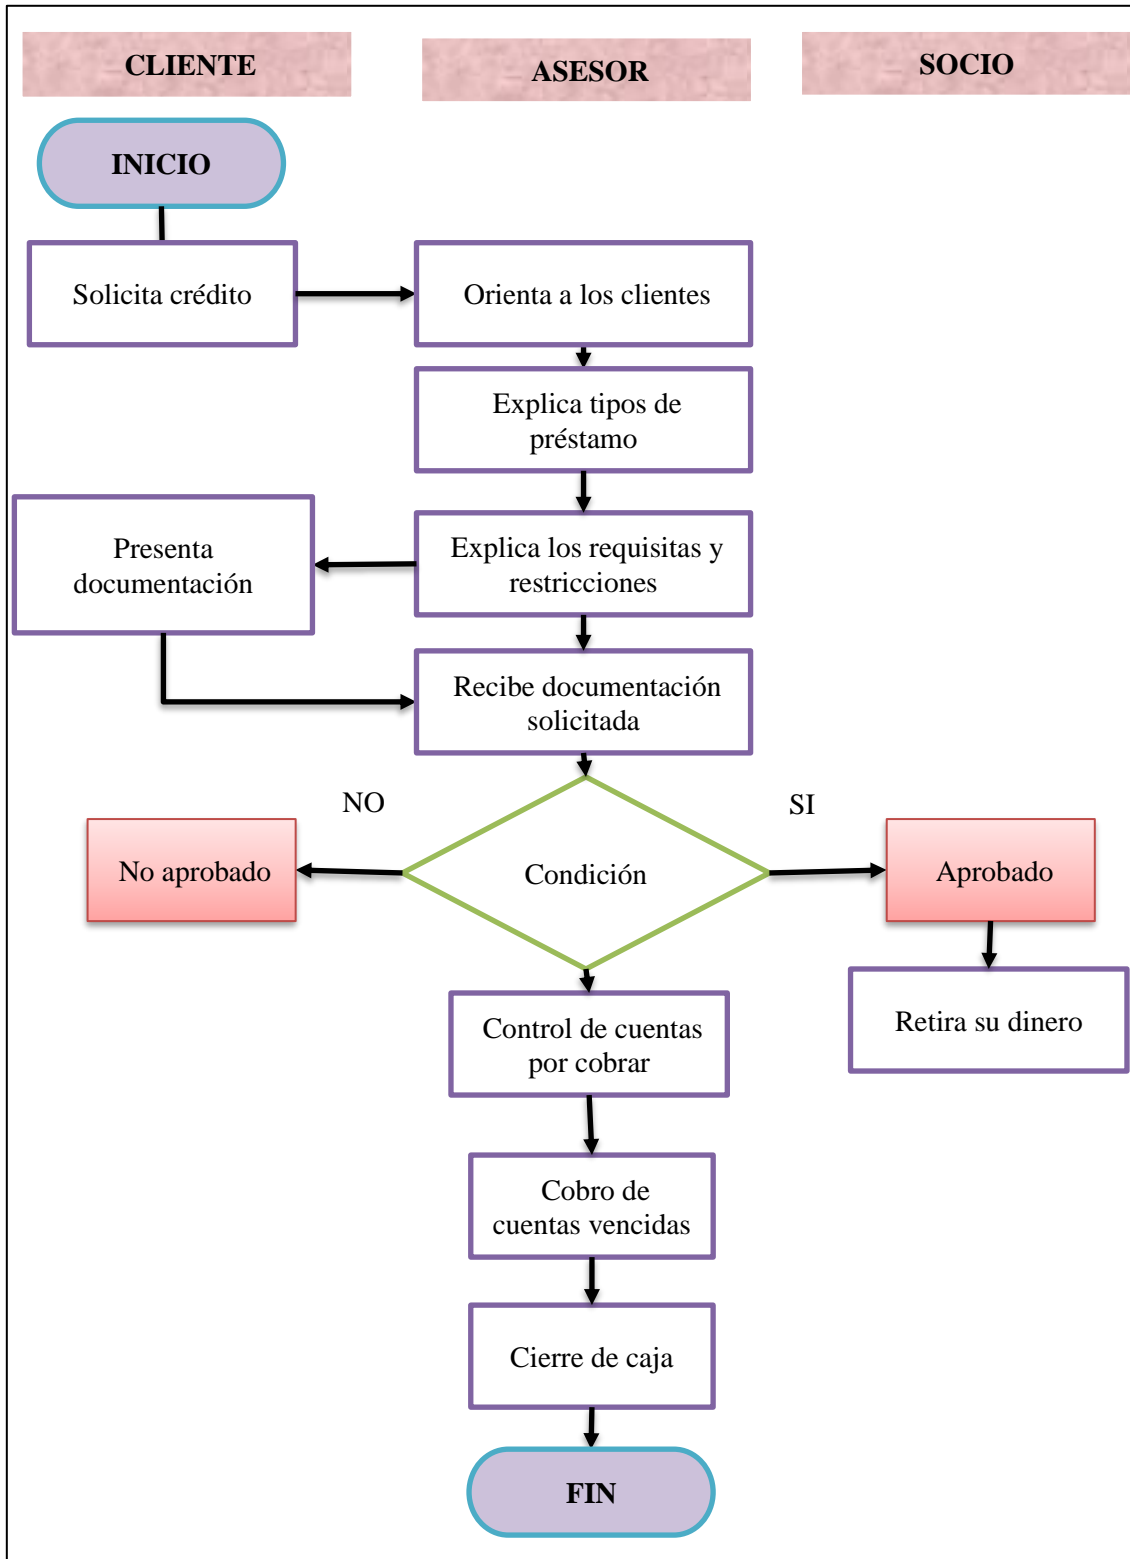 CLIENTE
ASESOR
SOCIO
INICIO
Solicita crédito
Orienta a los clientes
Explica tipos de
préstamo
Presenta
documentación
Explica los requisitas y
restricciones
Recibe documentación
solicitada
NO
SI
No aprobado
Condición
Aprobado
Control de cuentas
por cobrar
Retira su dinero
Cobro de
cuentas vencidas
Cierre de caja
FIN